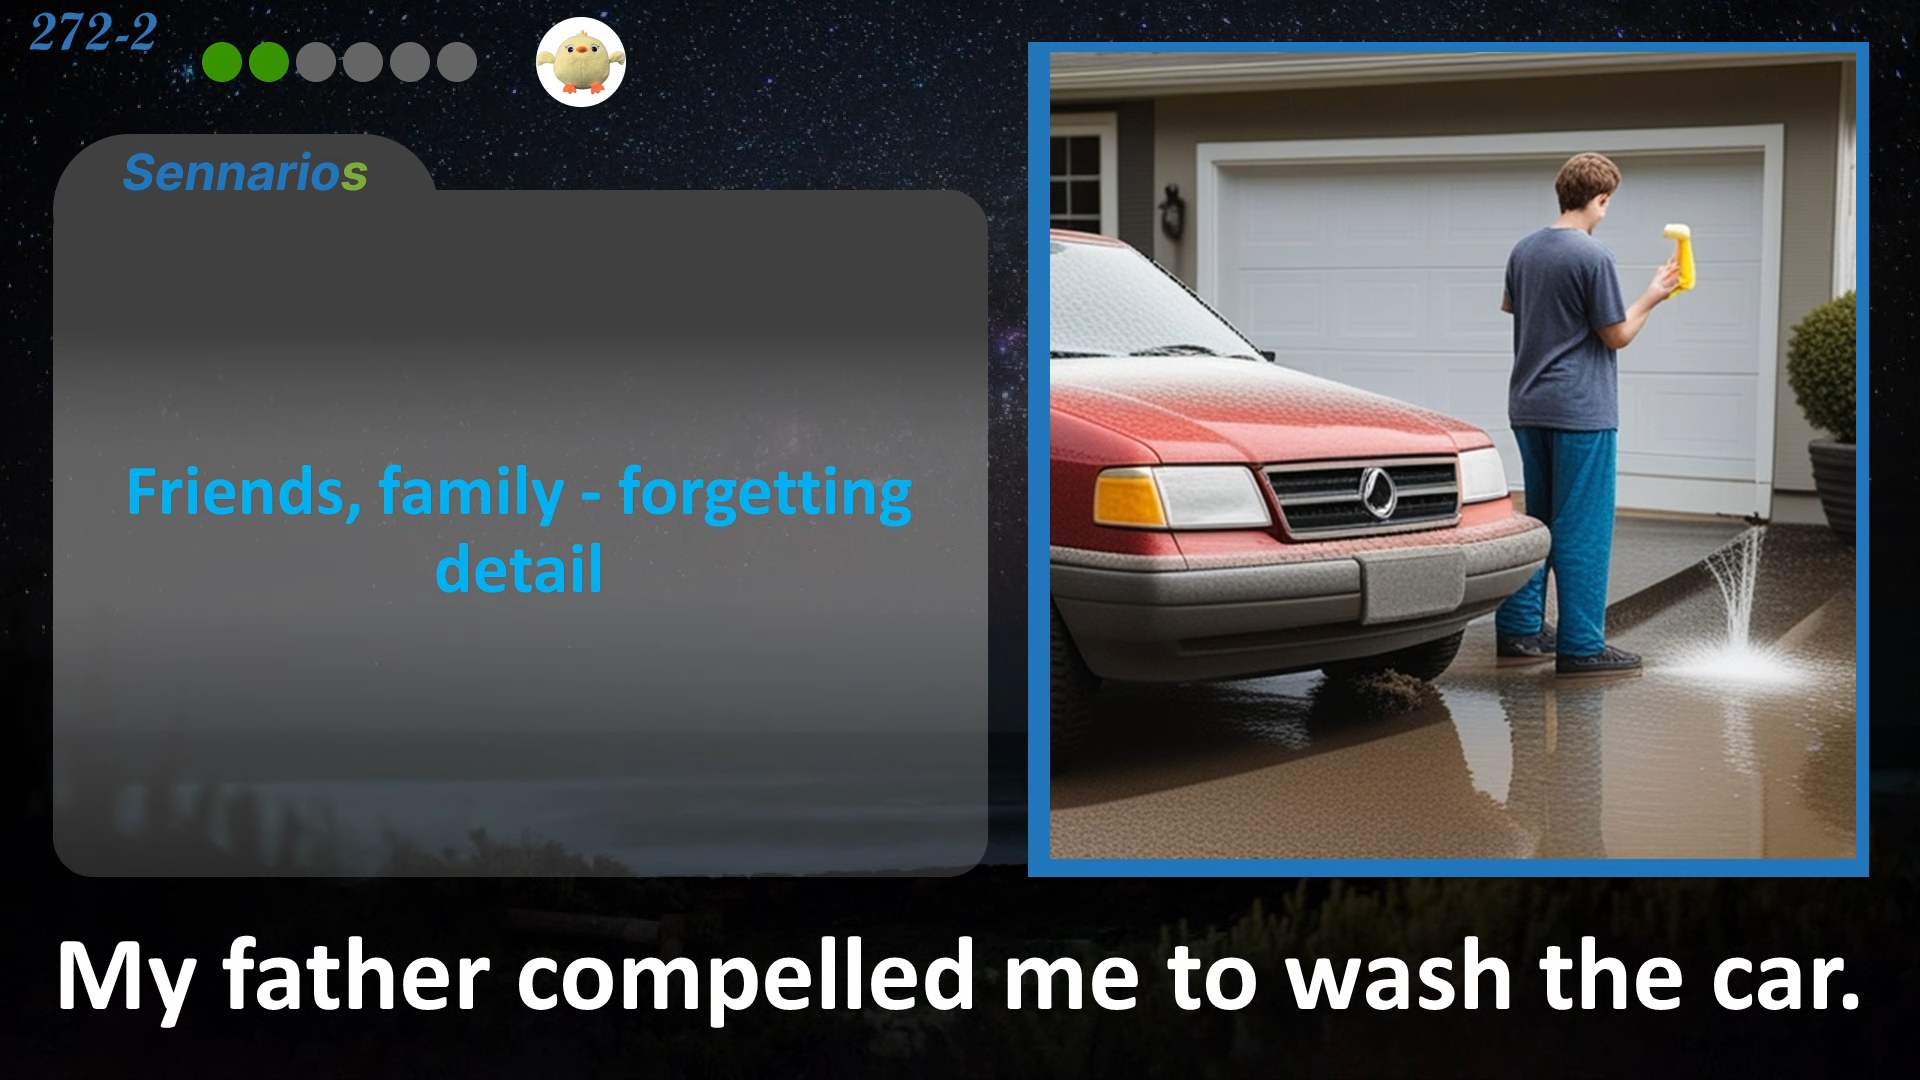 272-2
Sennarios
Friends, family - forgetting
detail
My father compelled me to wash the car.